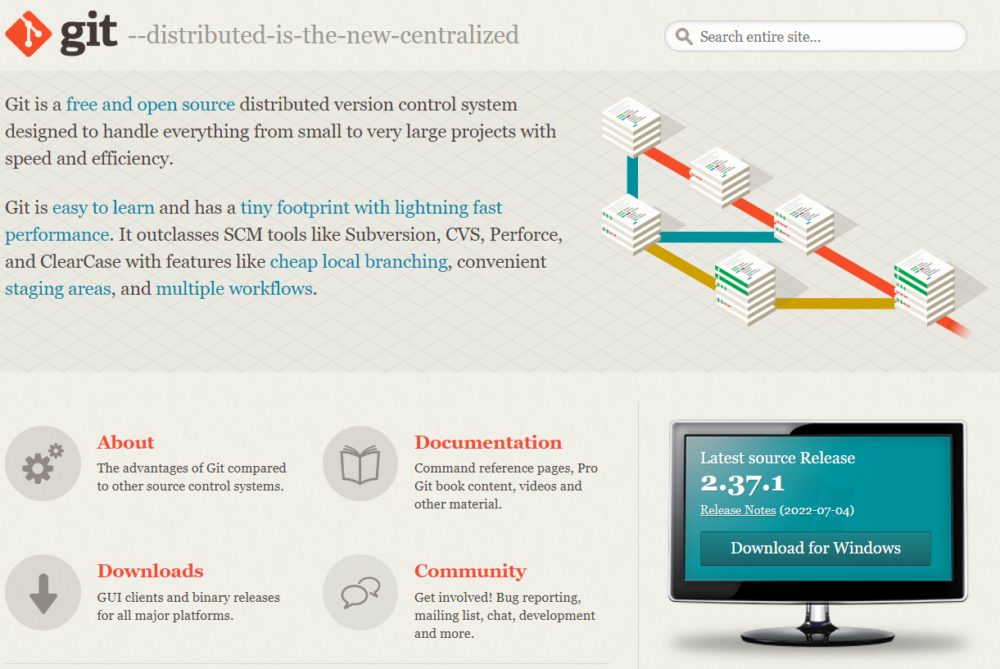 git --distributed-is-the-new-centralized
Search entire site...
Git is a free and open source distributed version control system
designed to handle everything from small to very large projects with
speed and efficiency.
Git is easy to learn and has a tiny footprint with lightning fast
performance. It outclasses SCM tools like Subversion, CVS, Perforce,
and ClearCase with features like cheap local branching, convenient
staging areas, and multiple workflows.
About
The advantages of Git compared
to other source control systems.
Documentation
Command reference pages, Pro
Git book content, videos and
other material.
Downloads
GUI clients and binary releases
for all major platforms.
Community
Get involved! Bug reporting,
mailing list, chat, development
and more.
Latest source Release
2.37.1
Release Notes (2022-07-04)
Download for Windows